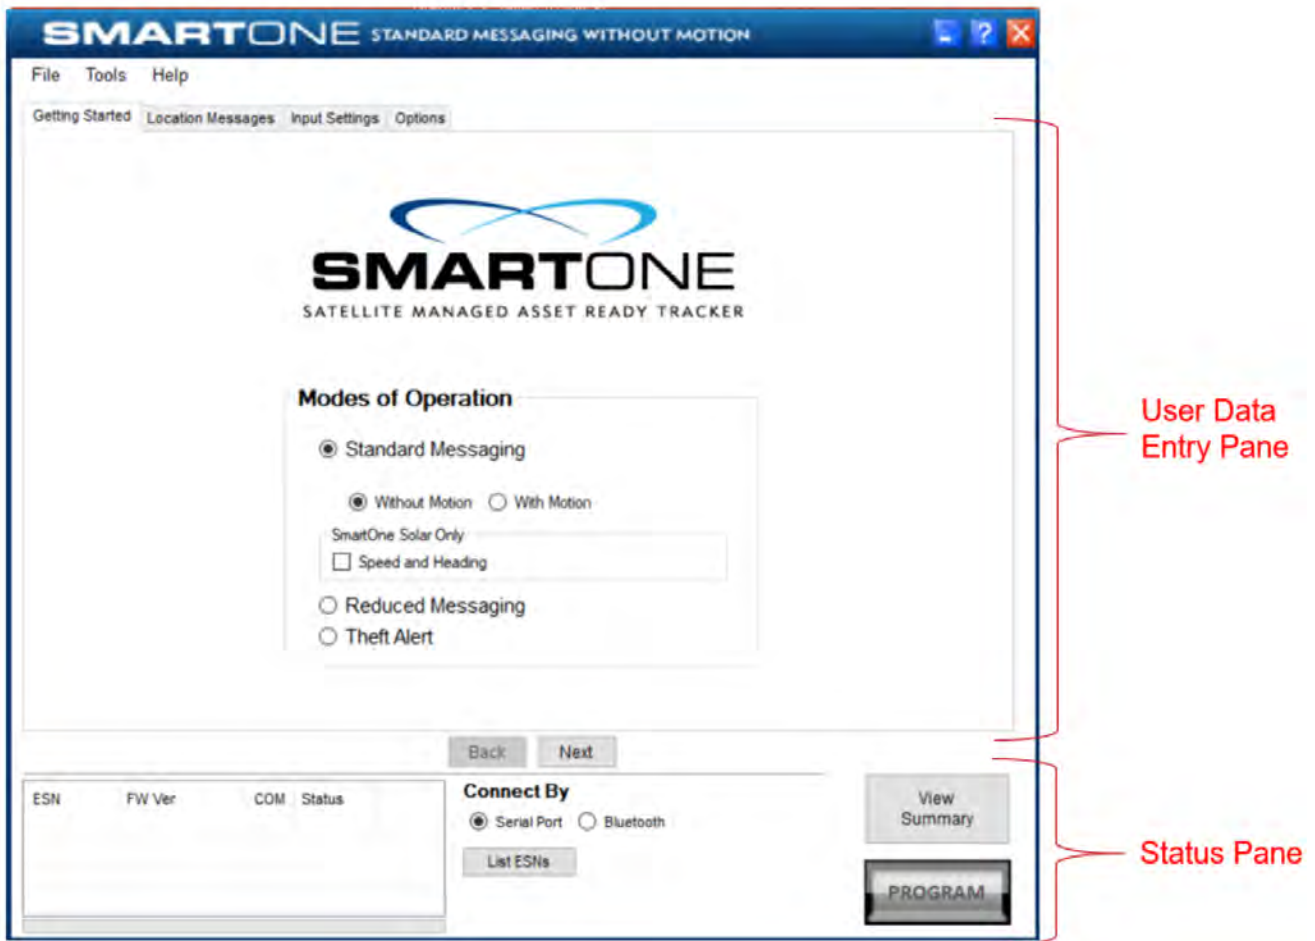 SMARTONE STANDARD MESSAGING WITHOUT MOTION
File Tools Help
Getting Started Location Messages Input Settings Options
SMARTONE
SATELLITE MANAGED ASSET READY TRACKER
Modes of Operation
Standard Messaging
Without Motion With Motion
SmartOne Solar Only
Speed and Heading
Reduced Messaging
Theft Alert
User Data
Entry Pane
Back Next
ESN FW Ver COM Status
Connect By
Serial Port Bluetooth
List ESNs
View
Summary
PROGRAM
Status Pane